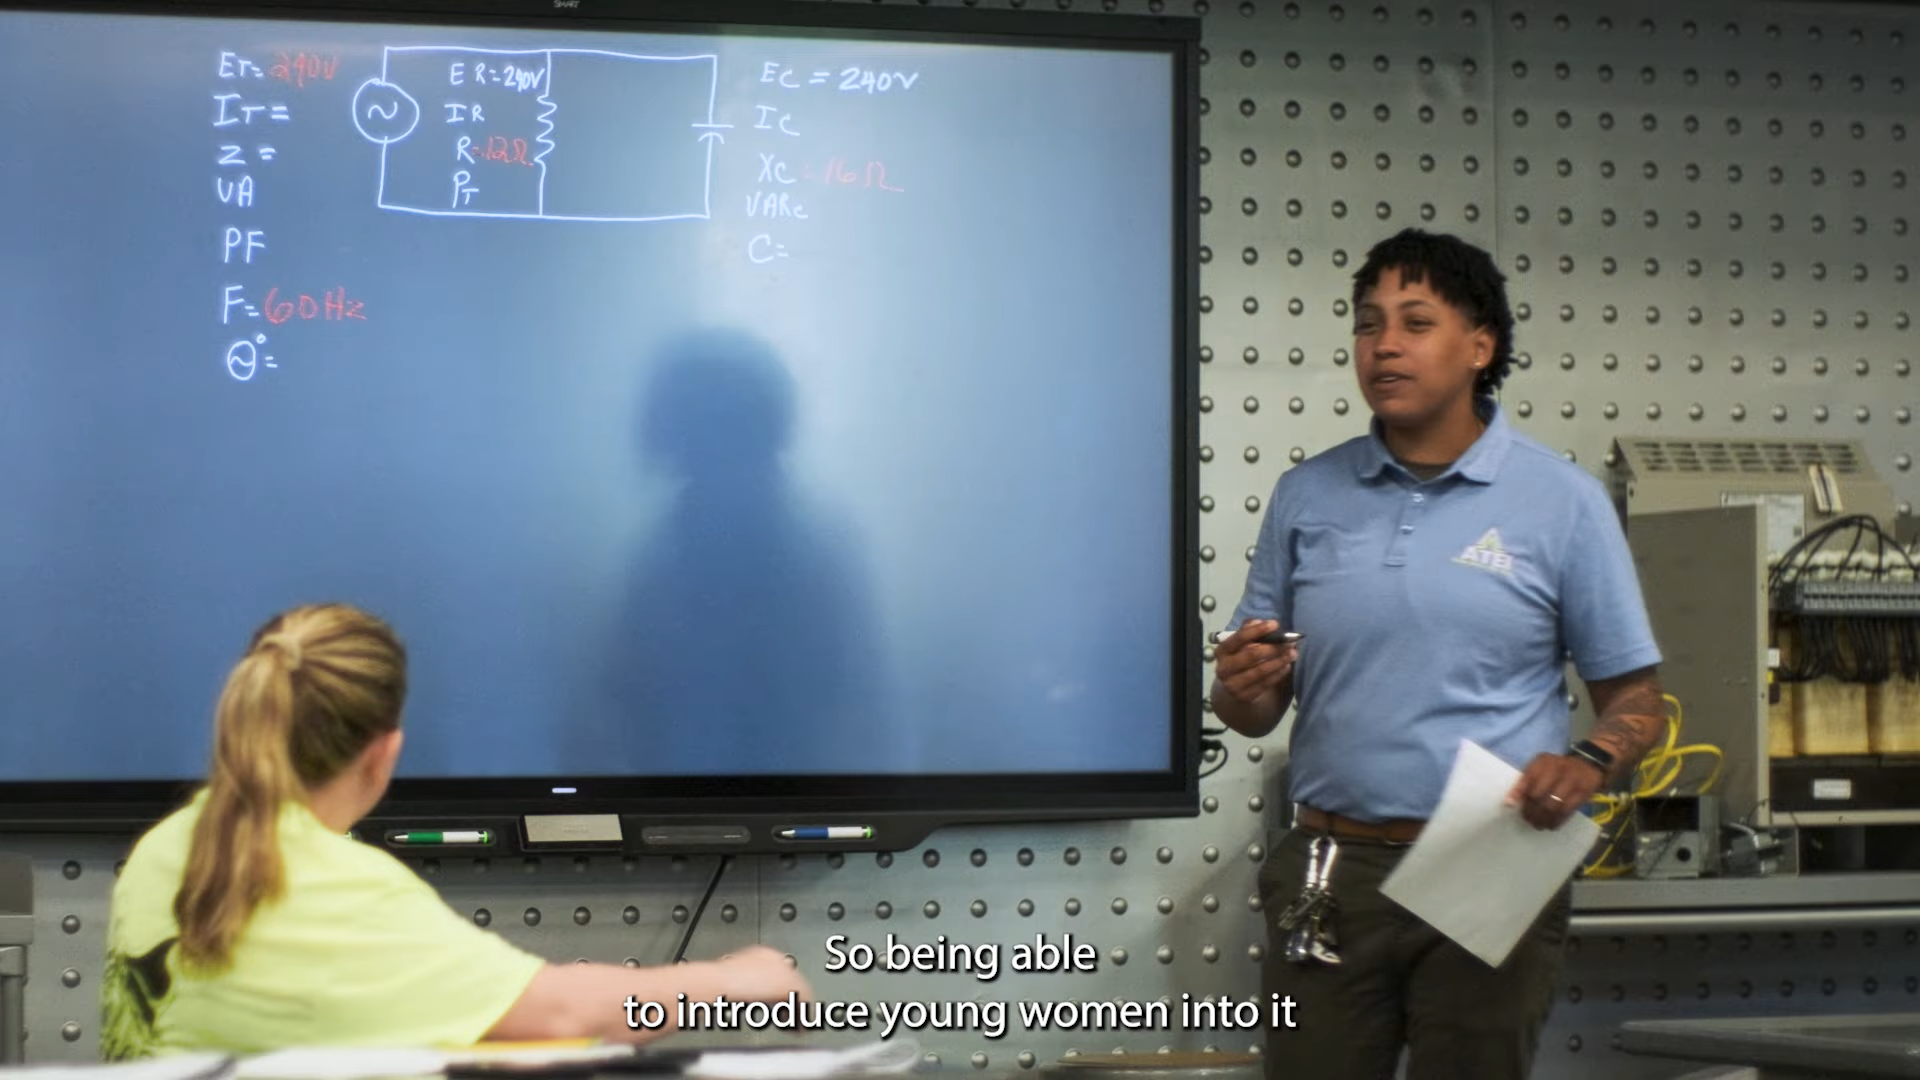 SMART
ET= 240V
IT=
Z =
VA
PF
F=60Hz
θ°=
~
ER=240V
IR
R=12Ω
PT
EC = 240V
IC
XC=16Ω
VARC
C=
ATEI
So being able
to introduce young women into it